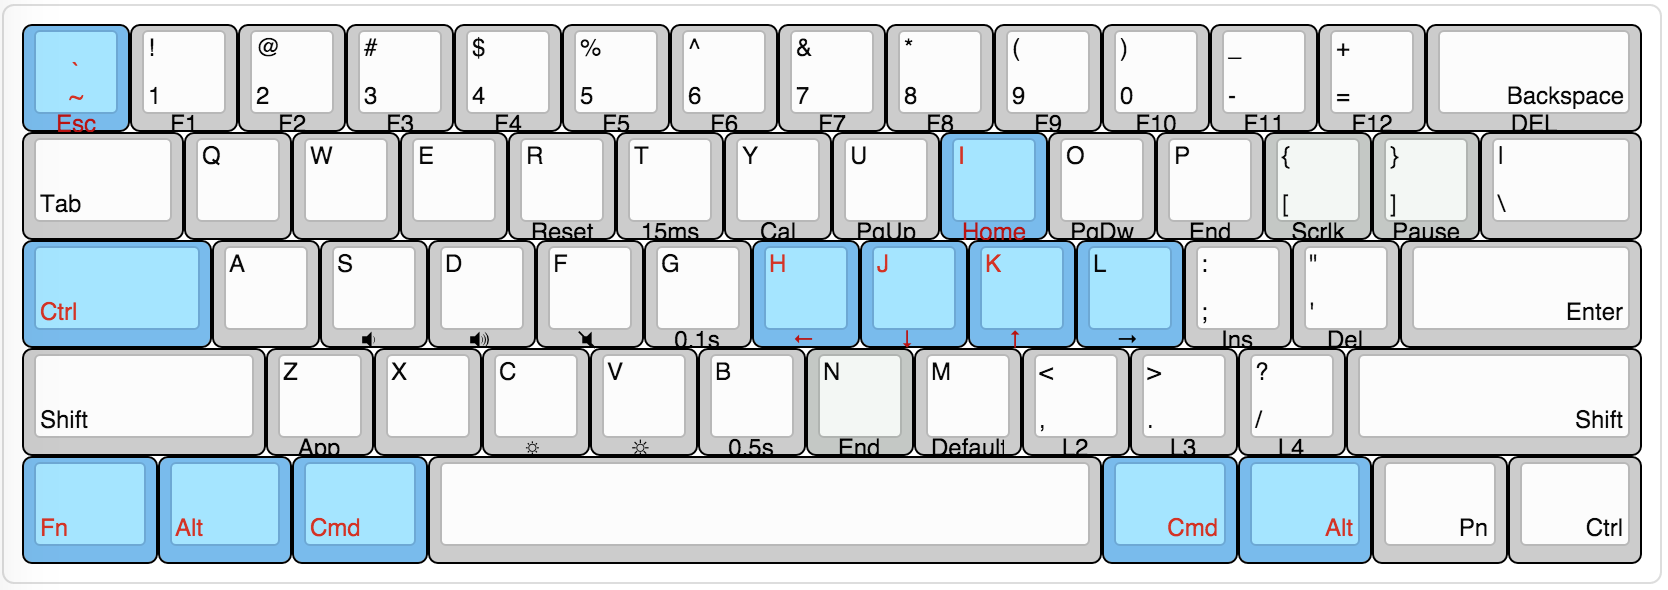 ` ! @ # $ % ^ & * ( ) _ +
~ 1 2 3 4 5 6 7 8 9 0 - = Backspace
Esc F1 F2 F3 F4 F5 F6 F7 F8 F9 F10 F11 F12 DEL
Q W E R T Y U I O P { } |
Tab [ ] \
Reset 15ms Cal PgUp Home PgDw End Scrlk Pause
A S D F G H J K L : "
Ctrl ; ' Enter
0.1s ← ↓ ↑ → Ins Del
Z X C V B N M < > ?
Shift , . / Shift
App 0.5s End Default L2 L3 L4
Fn Alt Cmd Cmd Alt Pn Ctrl